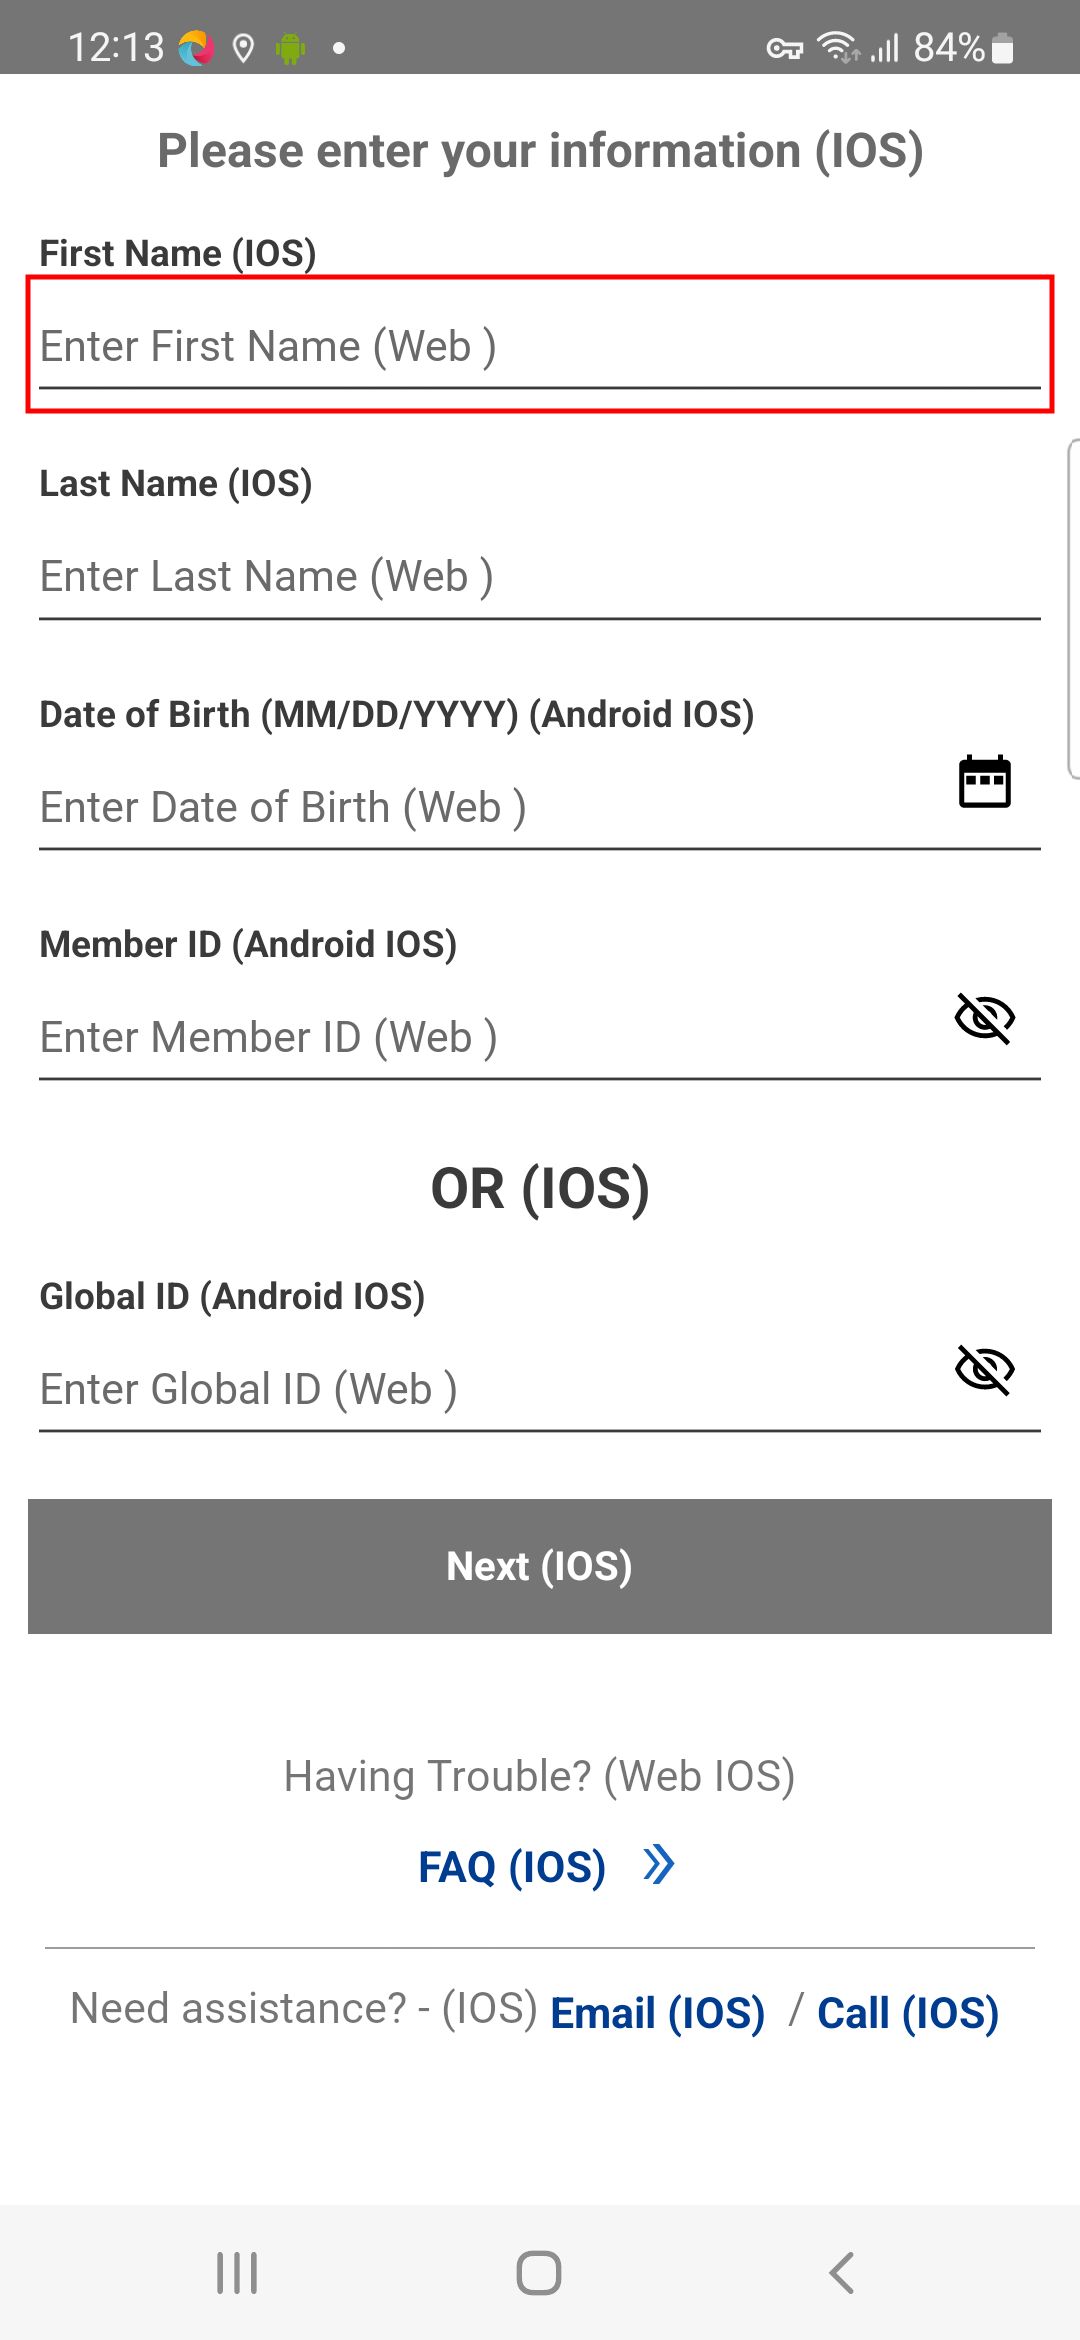 12:13 84%
Please enter your information (IOS)
First Name (IOS)
Enter First Name (Web )
Last Name (IOS)
Enter Last Name (Web )
Date of Birth (MM/DD/YYYY) (Android IOS)
Enter Date of Birth (Web )
Member ID (Android IOS)
Enter Member ID (Web )
OR (IOS)
Global ID (Android IOS)
Enter Global ID (Web )
Next (IOS)
Having Trouble? (Web IOS)
FAQ (IOS)
Need assistance? - (IOS) Email (IOS) / Call (IOS)